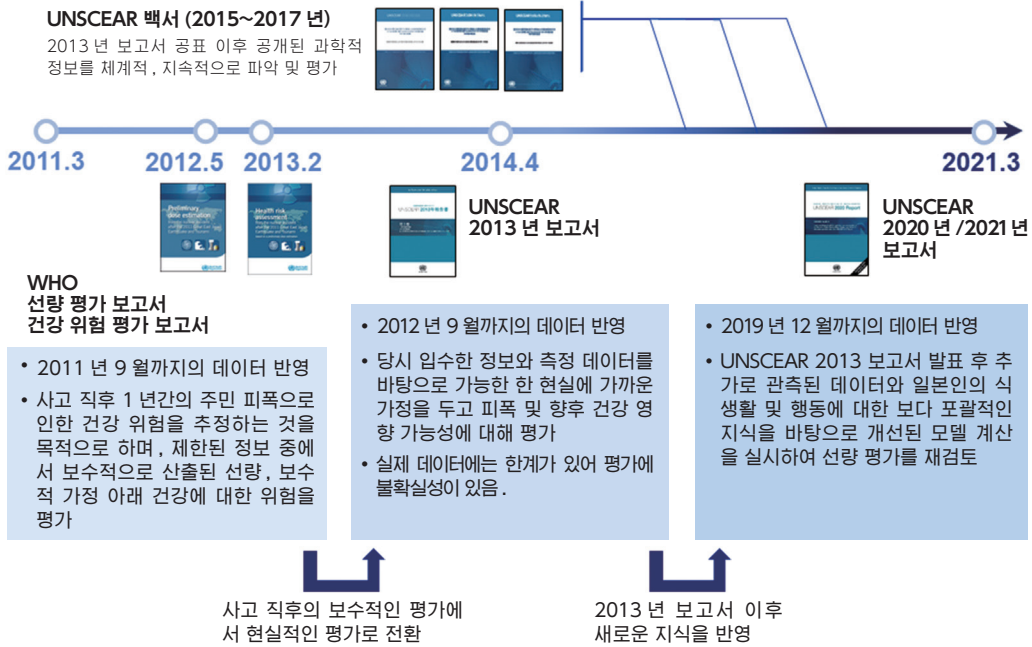 UNSCEAR 백서 (2015~2017 년)
2013 년 보고서 공표 이후 공개된 과학적
정보를 체계적 , 지속적으로 파악 및 평가
2011.3
2012.5
2013.2
2014.4
2021.3
Preliminary
dose estimation
Health risk
assessment
UNSCEAR
2013 년 보고서
UNSCEAR
2020 년 /2021 년
보고서
WHO
선량 평가 보고서
건강 위험 평가 보고서
• 2011 년 9 월까지의 데이터 반영
• 사고 직후 1 년간의 주민 피폭으로
인한 건강 위험을 추정하는 것을
목적으로 하며 , 제한된 정보 중에
서 보수적으로 산출된 선량 , 보수
적 가정 아래 건강에 대한 위험을
평가
• 2012 년 9 월까지의 데이터 반영
• 당시 입수한 정보와 측정 데이터를
바탕으로 가능한 한 현실에 가까운
가정을 두고 피폭 및 향후 건강 영
향 가능성에 대해 평가
• 실제 데이터에는 한계가 있어 평가에
불확실성이 있음 .
• 2019 년 12 월까지의 데이터 반영
• UNSCEAR 2013 보고서 발표 후 추
가로 관측된 데이터와 일본인의 식
생활 및 행동에 대한 보다 포괄적인
지식을 바탕으로 개선된 모델 계산
을 실시하여 선량 평가를 재검토
사고 직후의 보수적인 평가에
서 현실적인 평가로 전환
2013 년 보고서 이후
새로운 지식을 반영